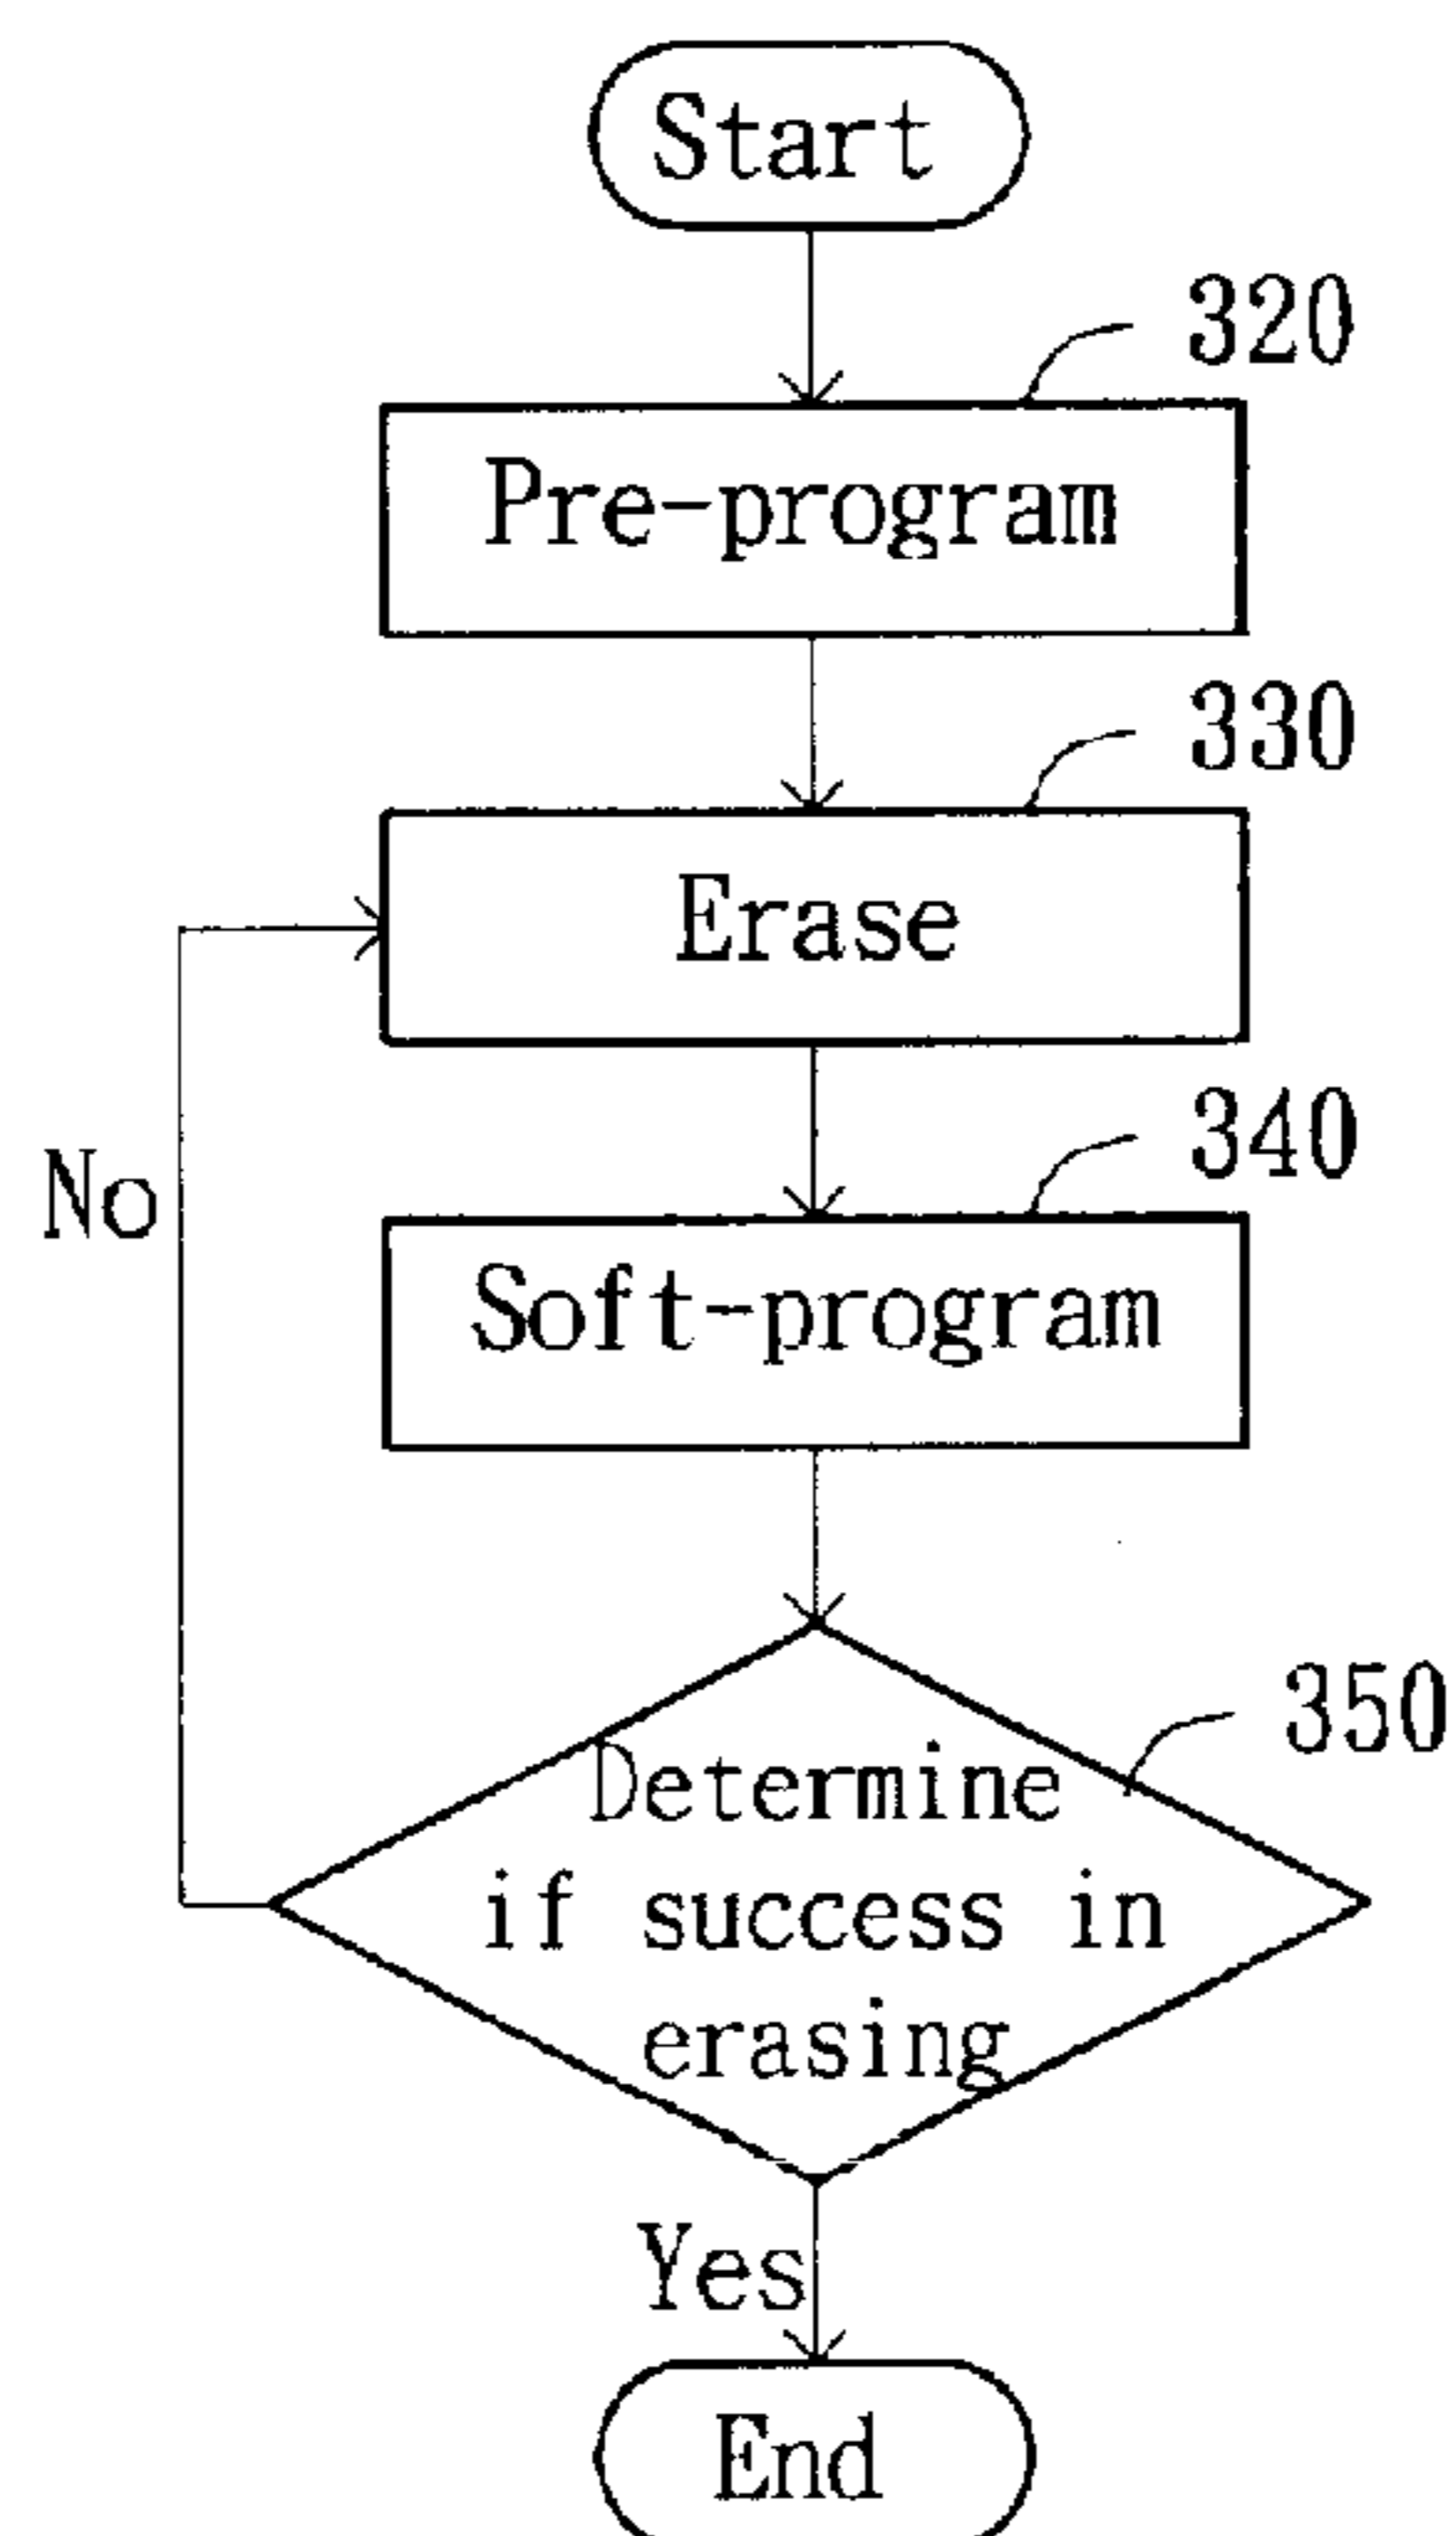 Start
320
Pre-program
330
Erase
340
No
Soft-program
350
Determine
if success in
erasing
Yes
End